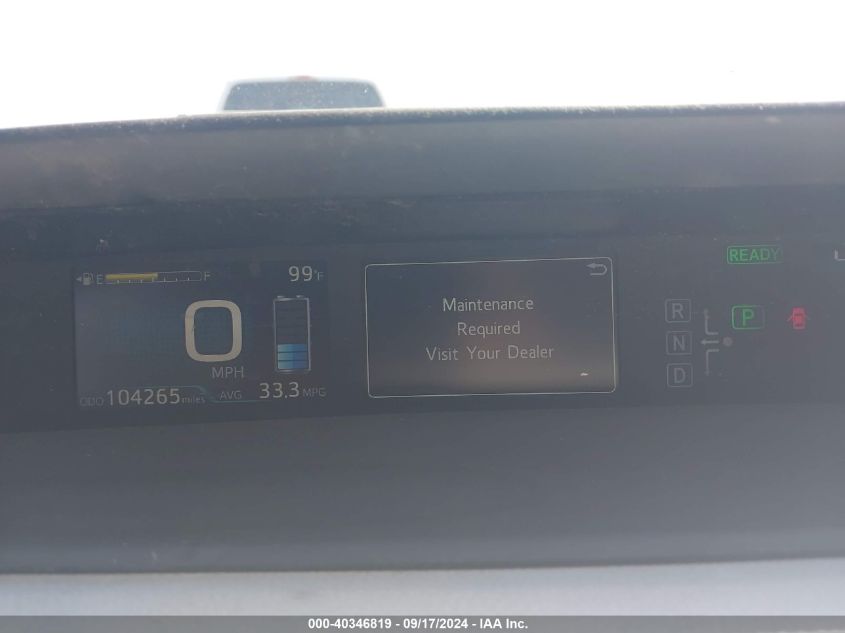 E F 99°F
0
MPH
ODO 104265 miles AVG 33.3 MPG
Maintenance
Required
Visit Your Dealer
READY
R
N
D
P
000-40346819 - 09/17/2024 - IAA Inc.